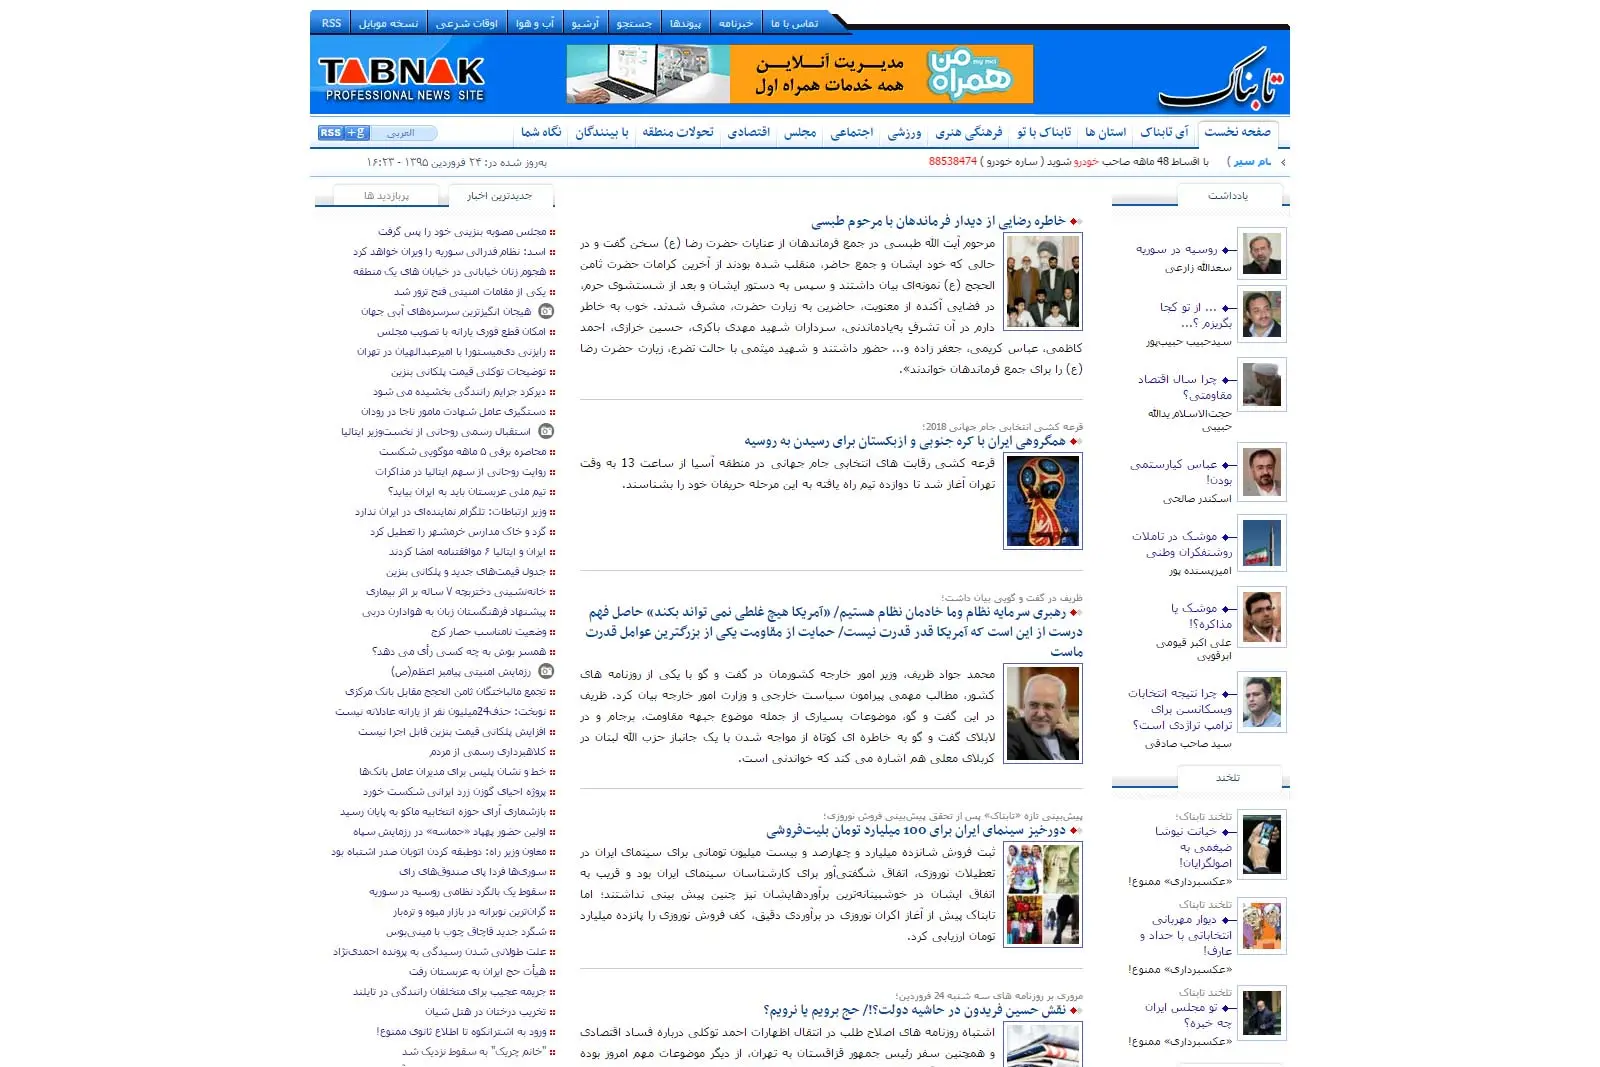 تماس با ما
خبرنامه
پیوندها
جستجو
آرشیو
آب و هوا
اوقات شرعی
نسخه موبایل
RSS
تابناک
من
my mci
همراه
مدیــریت آنــلاین
همه خدمات همراه اول
TABNAK
PROFESSIONAL NEWS SITE
صفحه نخست
آی تابناک
استان ها
تابناک با تو
فرهنگی هنری
ورزشی
اجتماعی
مجلس
اقتصادی
تحولات منطقه
با بینندگان
نگاه شما
العربی
g+
RSS
با اقساط 48 ماهه صاحب خودرو شوید ( ساره خودرو ) 88538474
به‌روز شده در: ۲۴ فروردین ۱۳۹۵ - ۱۶:۲۳
یادداشت
روسیه در سوریه
سعدالله زارعی
... از تو کجا
بگریزم ؟...
سیدحبیب حبیب‌پور
چرا سال اقتصاد
مقاومتی؟
حجت‌الاسلام یدالله
حبیبی
عباس کیارستمی
بودن!
اسکندر صالحی
موشک در تاملات
روشنفکران وطنی
امیرپسنده پور
موشک یا
مذاکره؟!
علی اکبر قیومی
ابرقویی
چرا نتیجه انتخابات
ویسکانسن برای
ترامپ تراژدی است؟
سید صاحب صادقی
تلخند
تلخند تابناک؛
خیانت نیوشا
ضیغمی به
اصولگرایان!
«عکسبرداری» ممنوع!
تلخند تابناک
دیوار مهربانی
انتخاباتی با حداد و
عارف!
«عکسبرداری» ممنوع!
تلخند تابناک
تو مجلس ایران
چه خبره؟
«عکسبرداری» ممنوع!
خاطره رضایی از دیدار فرماندهان با مرحوم طبسی
مرحوم آیت الله طبسی در جمع فرماندهان از عنایات حضرت رضا (ع) سخن گفت و در
حالی که خود ایشان و جمع حاضر، منقلب شده بودند از آخرین کرامات حضرت ثامن
الحجج (ع) نمونه‌ای بیان داشتند و سپس به دستور ایشان و بعد از شستشوی حرم،
در فضایی آکنده از معنویت، حاضرین به زیارت حضرت، مشرف شدند. خوب به خاطر
دارم در آن تشرفِ به‌یادماندنی، سرداران شهید مهدی باکری، حسین خرازی، احمد
کاظمی، عباس کریمی، جعفر زاده و... حضور داشتند و شهید میثمی با حالت تضرع، زیارت حضرت رضا
(ع) را برای جمع فرماندهان خواندند».
قرعه کشی انتخابی جام جهانی 2018؛
همگروهی ایران با کره جنوبی و ازبکستان برای رسیدن به روسیه
قرعه کشی رقابت های انتخابی جام جهانی در منطقه آسیا از ساعت 13 به وقت
تهران آغاز شد تا دوازده تیم راه یافته به این مرحله حریفان خود را بشناسند.
ظریف در گفت و گویی بیان داشت؛
رهبری سرمایه نظام وما خادمان نظام هستیم/ «آمریکا هیچ غلطی نمی تواند بکند» حاصل فهم
درست از این است که آمریکا قدر قدرت نیست/ حمایت از مقاومت یکی از بزرگترین عوامل قدرت
ماست
محمد جواد ظریف، وزیر امور خارجه کشورمان در گفت و گو با یکی از روزنامه های
کشور، مطالب مهمی پیرامون سیاست خارجی و وزارت امور خارجه بیان کرد. ظریف
در این گفت و گو، موضوعات بسیاری از جمله موضوع جبهه مقاومت، برجام و در
لابلای گفت و گو به خاطره ای کوتاه از مواجه شدن با یک جانباز حزب الله لبنان در
کربلای معلی هم اشاره می کند که خواندنی است.
پیش‌بینی تازه «تابناک» پس از تحقق پیش‌بینی فروش نوروزی؛
دورخیز سینمای ایران برای 100 میلیارد تومان بلیت‌فروشی
ثبت فروش شانزده میلیارد و چهارصد و بیست میلیون تومانی برای سینمای ایران در
تعطیلات نوروزی، اتفاق شگفتی‌آور برای کارشناسان سینمای ایران بود و قریب به
اتفاق ایشان در خوشبینانه‌ترین برآوردهایشان نیز چنین پیش بینی نداشتند؛ اما
تابناک پیش از آغاز اکران نوروزی در برآوردی دقیق، کف فروش نوروزی را پانزده میلیارد
تومان ارزیابی کرد.
مروری بر روزنامه های سه شنبه 24 فروردین؛
نقش حسین فریدون در حاشیه دولت؟!/ حج برویم یا نرویم؟
اشتباه روزنامه های اصلاح طلب در انتقال اظهارات احمد توکلی درباره فساد اقتصادی
و همچنین سفر رئیس جمهور قزاقستان به تهران، از دیگر موضوعات مهم امروز بوده
جدیدترین اخبار
پربازدید ها
مجلس مصوبه بنزینی خود را پس گرفت
اسد: نظام فدرالی سوریه را ویران خواهد کرد
هجوم زنان خیابانی در خیابان های یک منطقه
یکی از مقامات امنیتی فتح ترور شد
هیجان انگیزترین سرسره‌های آبی جهان
امکان قطع فوری یارانه با تصویب مجلس
رایزنی دی‌میستورا با امیرعبدالهیان در تهران
توضیحات توکلی قیمت پلکانی بنزین
دیرکرد جرایم رانندگی بخشیده می شود
دستگیری عامل شهادت مامور ناجا در رودان
استقبال رسمی روحانی از نخست‌وزیر ایتالیا
محاصره برفی ۵ ماهه موگویی شکست
روایت روحانی از سهم ایتالیا در مذاکرات
تیم ملی عربستان باید به ایران بیاید؟
وزیر ارتباطات: تلگرام نماینده‌ای در ایران ندارد
گرد و خاک مدارس خرمشهر را تعطیل کرد
ایران و ایتالیا ۶ موافقتنامه امضا کردند
جدول قیمت‌های جدید و پلکانی بنزین
خانه‌نشینی دختربچه ۷ ساله بر اثر بیماری
پیشنهاد فرهنگستان زبان به هواداران دربی
وضعیت نامناسب حصار کرج
همسر بوش به چه کسی رأی می دهد؟
رزمایش امنیتی پیامبر اعظم(ص)
تجمع مالباختگان ثامن الحجج مقابل بانک مرکزی
نوبخت: حذف24میلیون نفر از یارانه عادلانه نیست
افزایش پلکانی قیمت بنزین قابل اجرا نیست
کلاهبرداری رسمی از مردم
خط و نشان پلیس برای مدیران عامل بانک‌ها
پروژه احیای گوزن زرد ایرانی شکست خورد
بازشماری آرای حوزه انتخابیه ماکو به پایان رسید
اولین حضور پهپاد «حماسه» در رزمایش سپاه
معاون وزیر راه: دوطبقه کردن اتوبان صدر اشتباه بود
سوری‌ها فردا پای صندوق‌های رای
سقوط یک بالگرد نظامی روسیه در سوریه
گران‌ترین نوبرانه در بازار میوه و تره‌بار
شگرد جدید قاچاق چوب با مینی‌بوس
علت طولانی شدن رسیدگی به پرونده احمدی‌نژاد
هیأت حج ایران به عربستان رفت
جریمه عجیب برای متخلفان رانندگی در تایلند
تخریب درختان در هتل شیان
ورود به اشترانکوه تا اطلاع ثانوی ممنوع!
"خانم چریک" به سقوط نزدیک شد